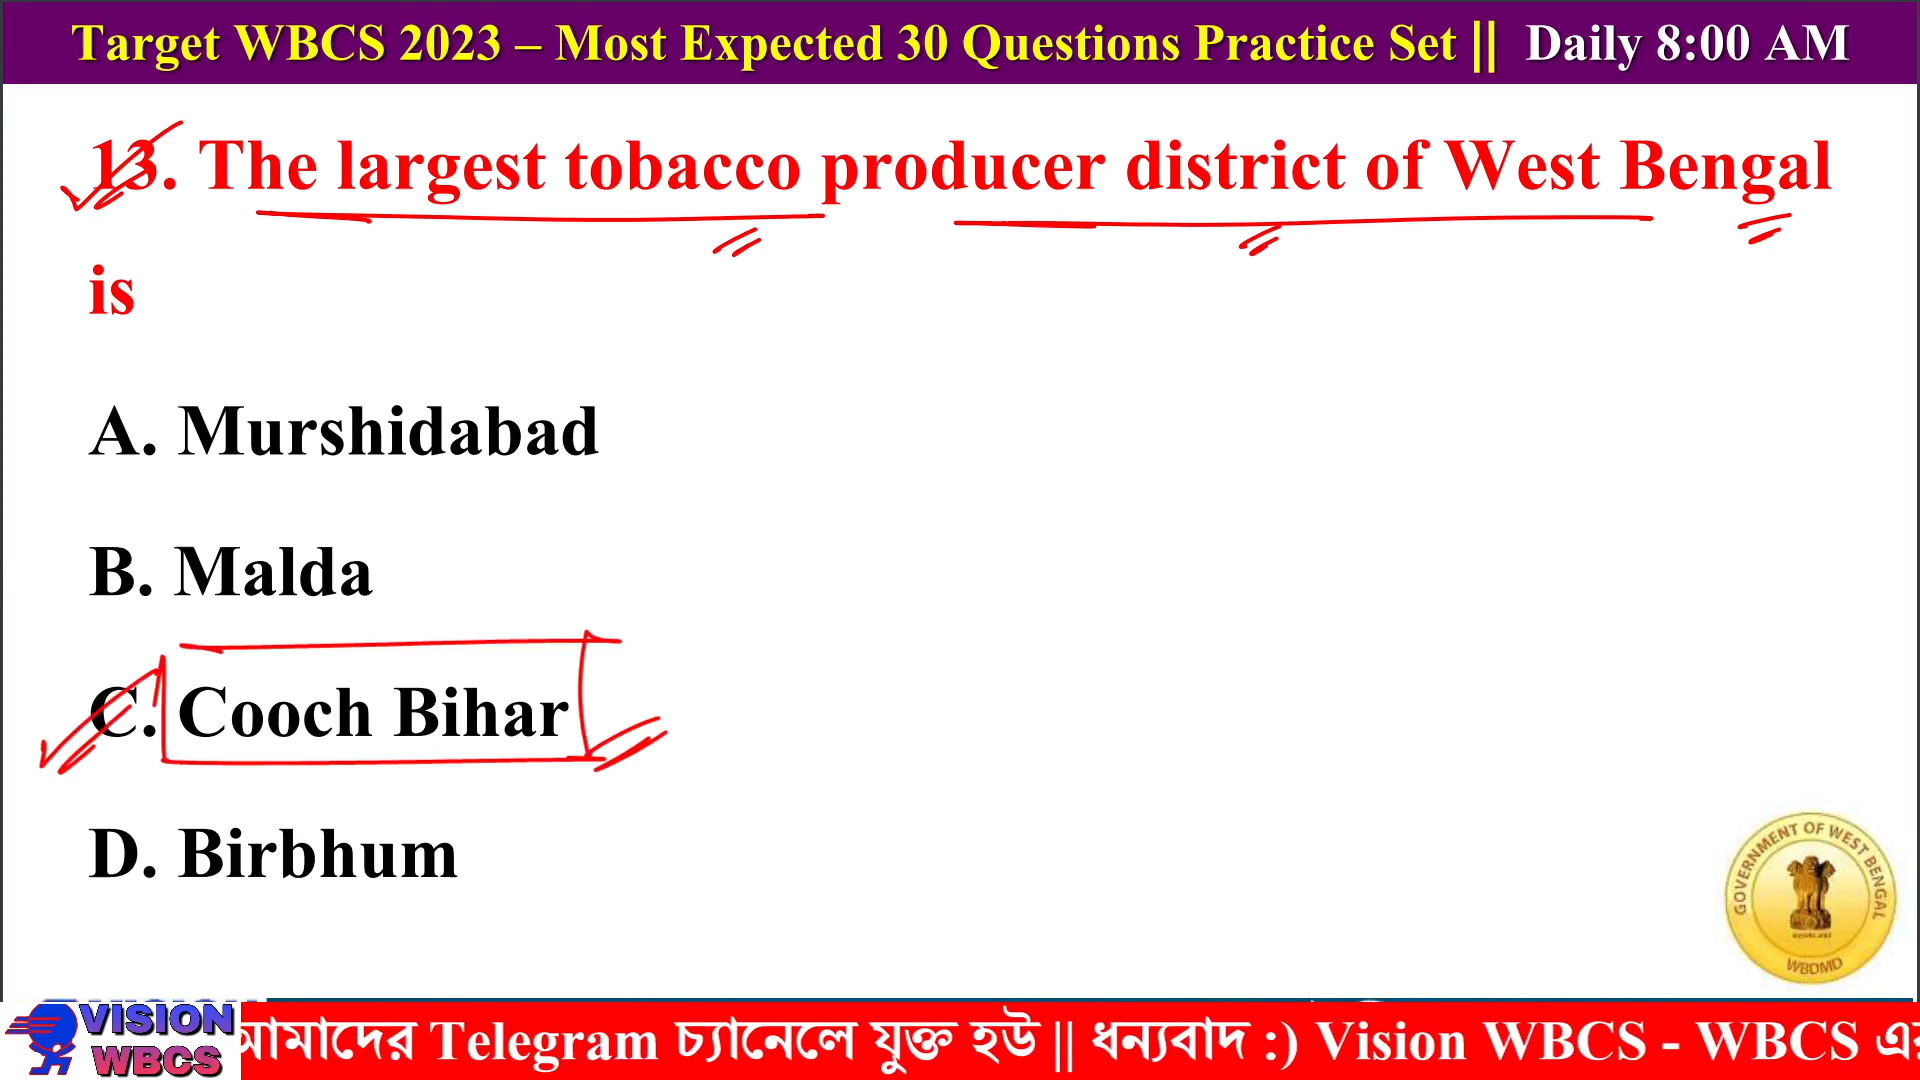 Target WBCS 2023 – Most Expected 30 Questions Practice Set || Daily 8:00 AM
13. The largest tobacco producer district of West Bengal
is
A. Murshidabad
B. Malda
C. Cooch Bihar
D. Birbhum
GOVERNMENT OF WEST BENGAL
WBDMD
VISION
WBCS
আমাদের Telegram চ্যানেলে যুক্ত হউ || ধন্যবাদ :) Vision WBCS - WBCS এর